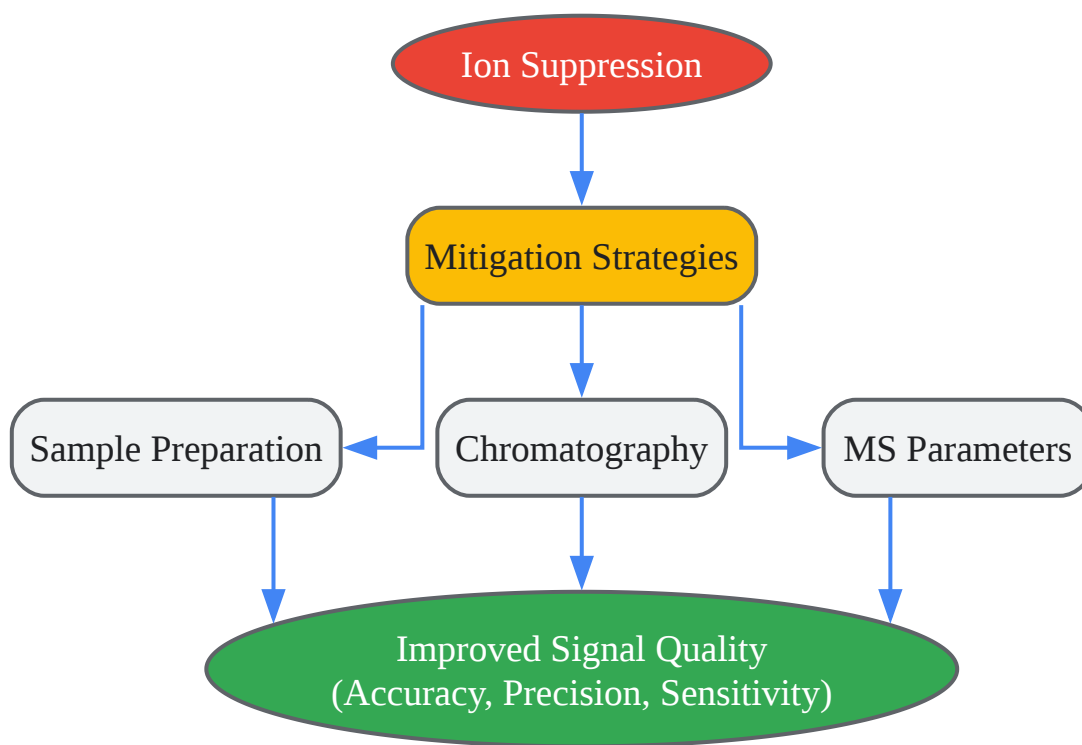 Ion Suppression
Mitigation Strategies
Sample Preparation
Chromatography
MS Parameters
Improved Signal Quality
(Accuracy, Precision, Sensitivity)